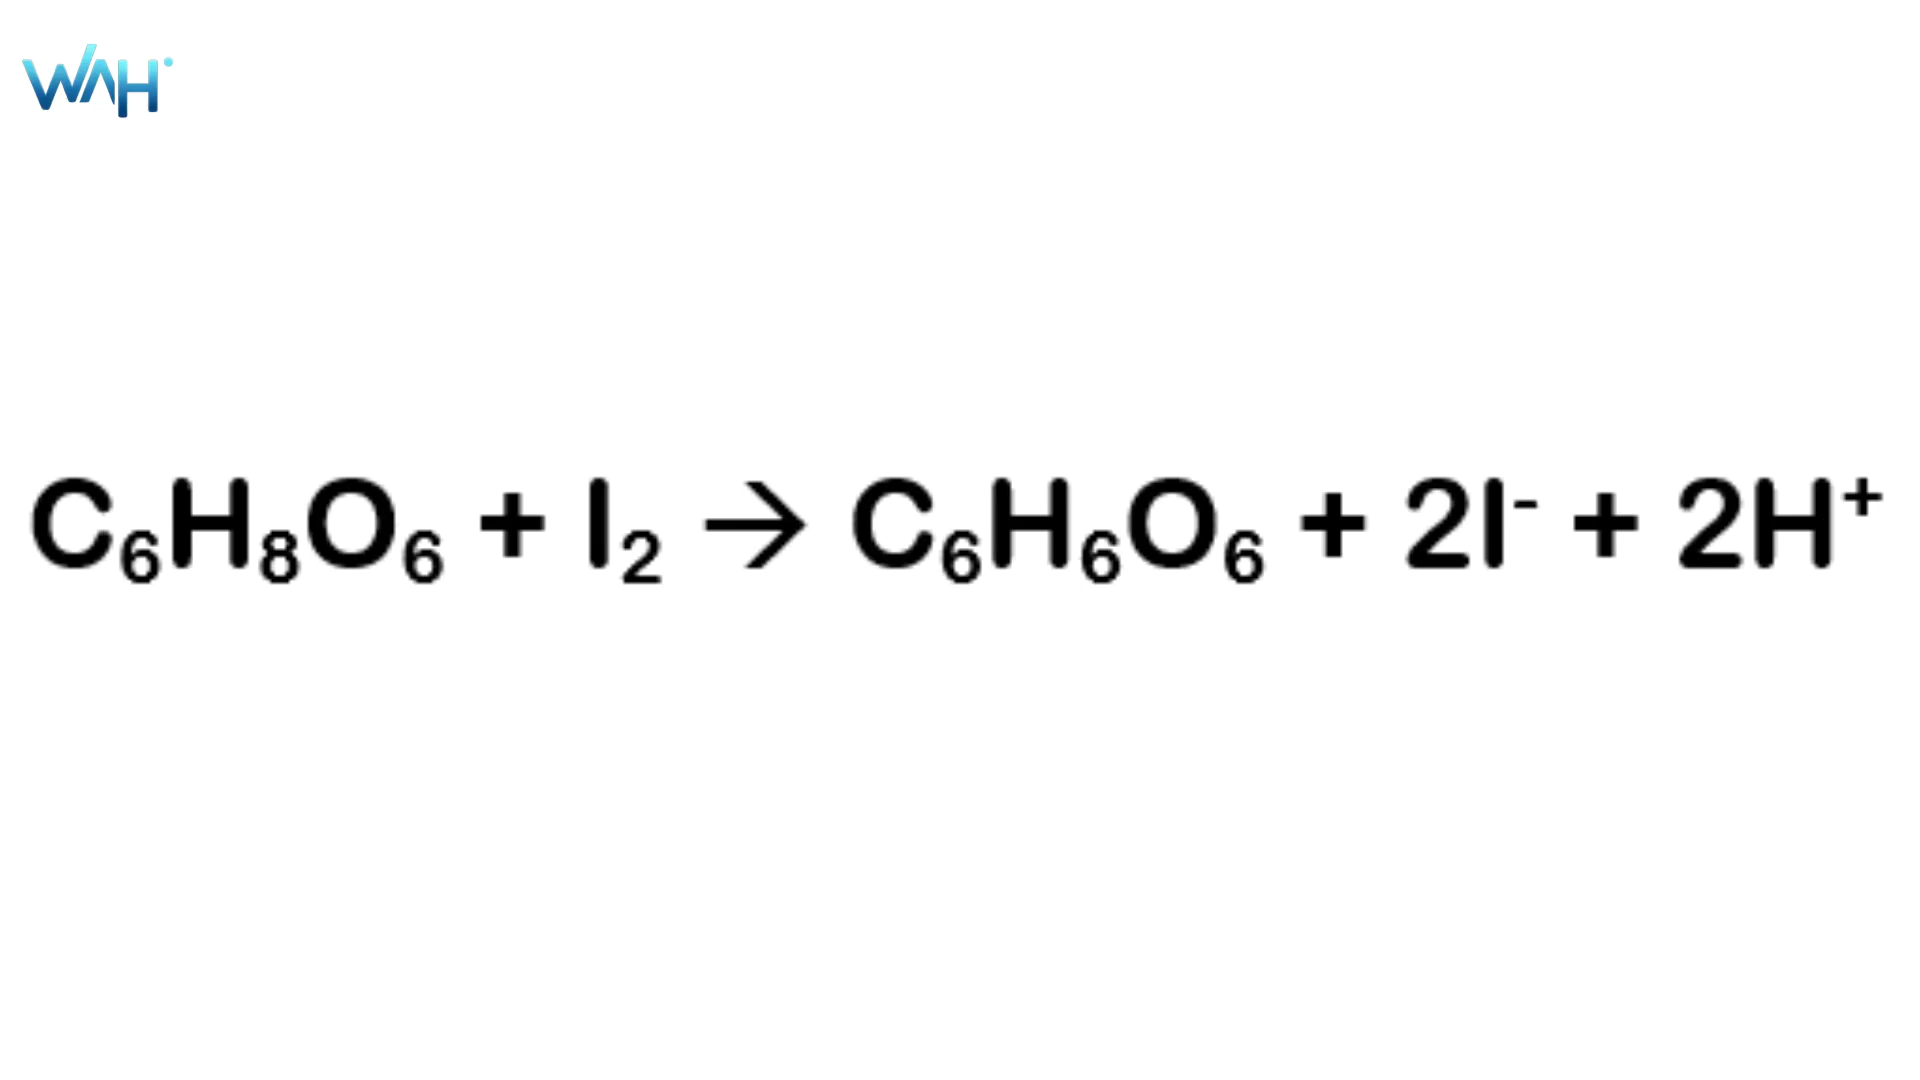 WAH
C₆H₈O₆ + I₂ → C₆H₆O₆ + 2I⁻ + 2H⁺